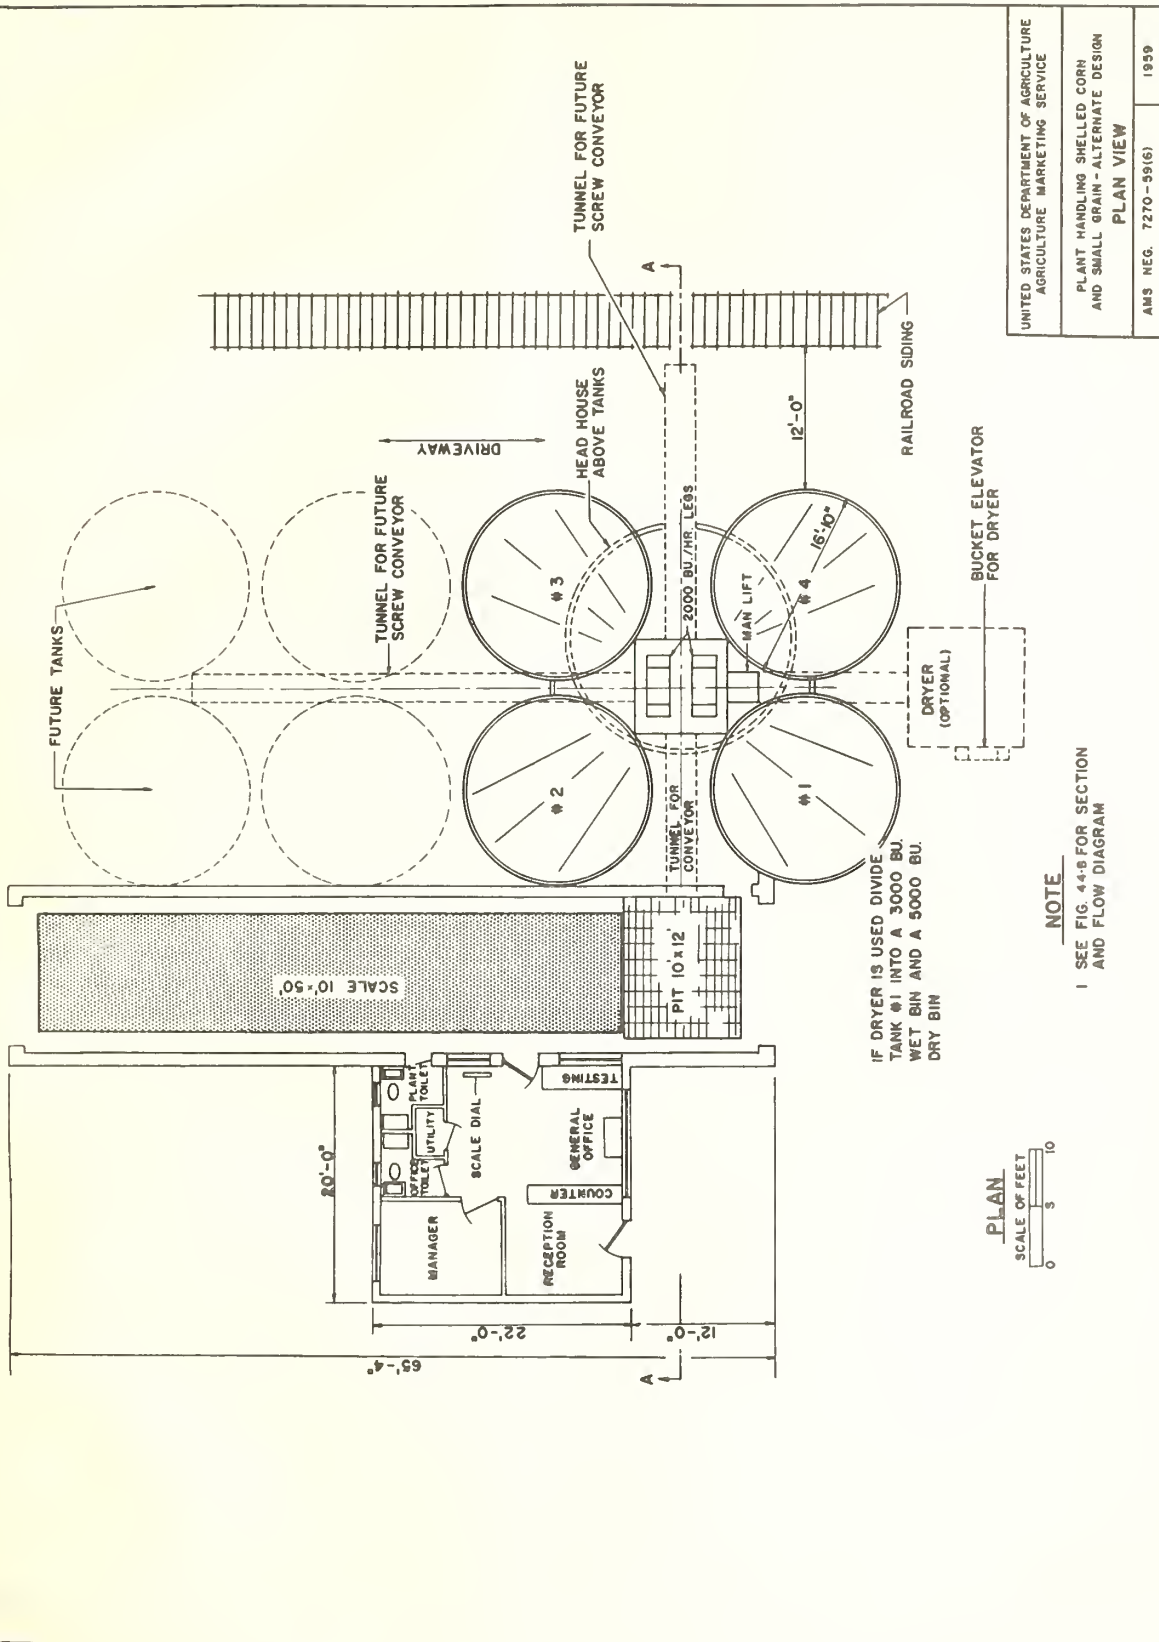 FUTURE TANKS
TUNNEL FOR FUTURE
SCREW CONVEYOR
DRIVEWAY
TUNNEL FOR FUTURE
SCREW CONVEYOR
HEAD HOUSE
ABOVE TANKS
A
RAILROAD SIDING
12'-0"
#3
#4
16'-10"
2000 BU./HR. LEGS
MAN LIFT
#2
#1
TUNNEL FOR
CONVEYOR
DRYER
(OPTIONAL)
BUCKET ELEVATOR
FOR DRYER
SCALE 10'x50'
PIT 10'x12'
IF DRYER IS USED DIVIDE
TANK #1 INTO A 3000 BU.
WET BIN AND A 5000 BU.
DRY BIN
PLANT
TOILET
UTILITY
OFFICE
TOILET
SCALE DIAL
TESTING
GENERAL
OFFICE
COUNTER
MANAGER
RECEPTION
ROOM
20'-0"
22'-0"
12'-0"
65'-4"
A
PLAN
SCALE OF FEET
0 5 10
NOTE
1 SEE FIG. 44-B FOR SECTION
AND FLOW DIAGRAM
UNITED STATES DEPARTMENT OF AGRICULTURE
AGRICULTURE MARKETING SERVICE
PLANT HANDLING SHELLED CORN
AND SMALL GRAIN - ALTERNATE DESIGN
PLAN VIEW
AMS NEG. 7270-59(6) 1959